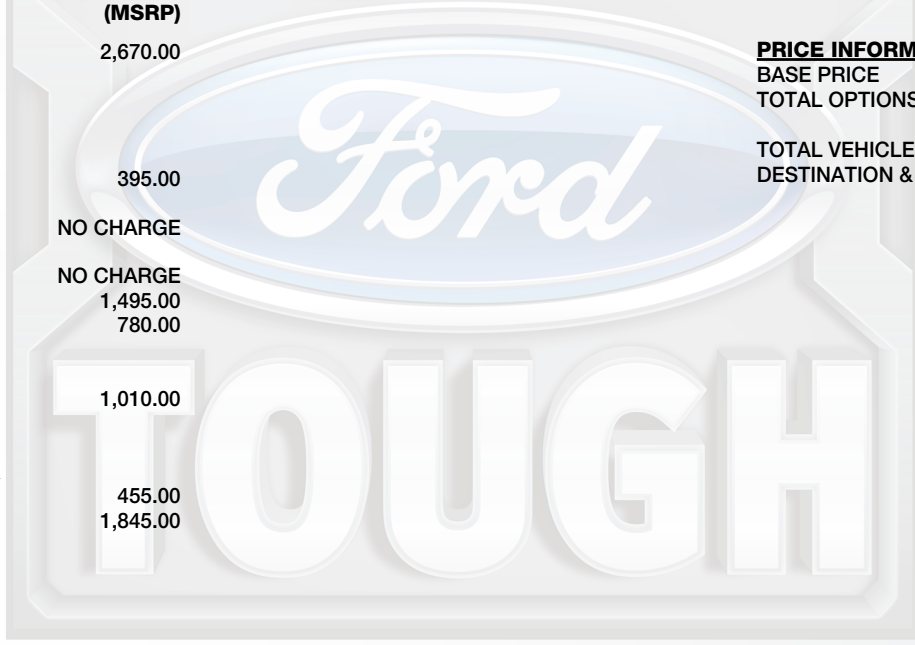 (MSRP)
2,670.00
395.00
NO CHARGE
NO CHARGE
1,495.00
780.00
1,010.00
455.00
1,845.00
PRICE INFORM
BASE PRICE
TOTAL OPTIONS
TOTAL VEHICLE
DESTINATION &
Ford
TOUGH